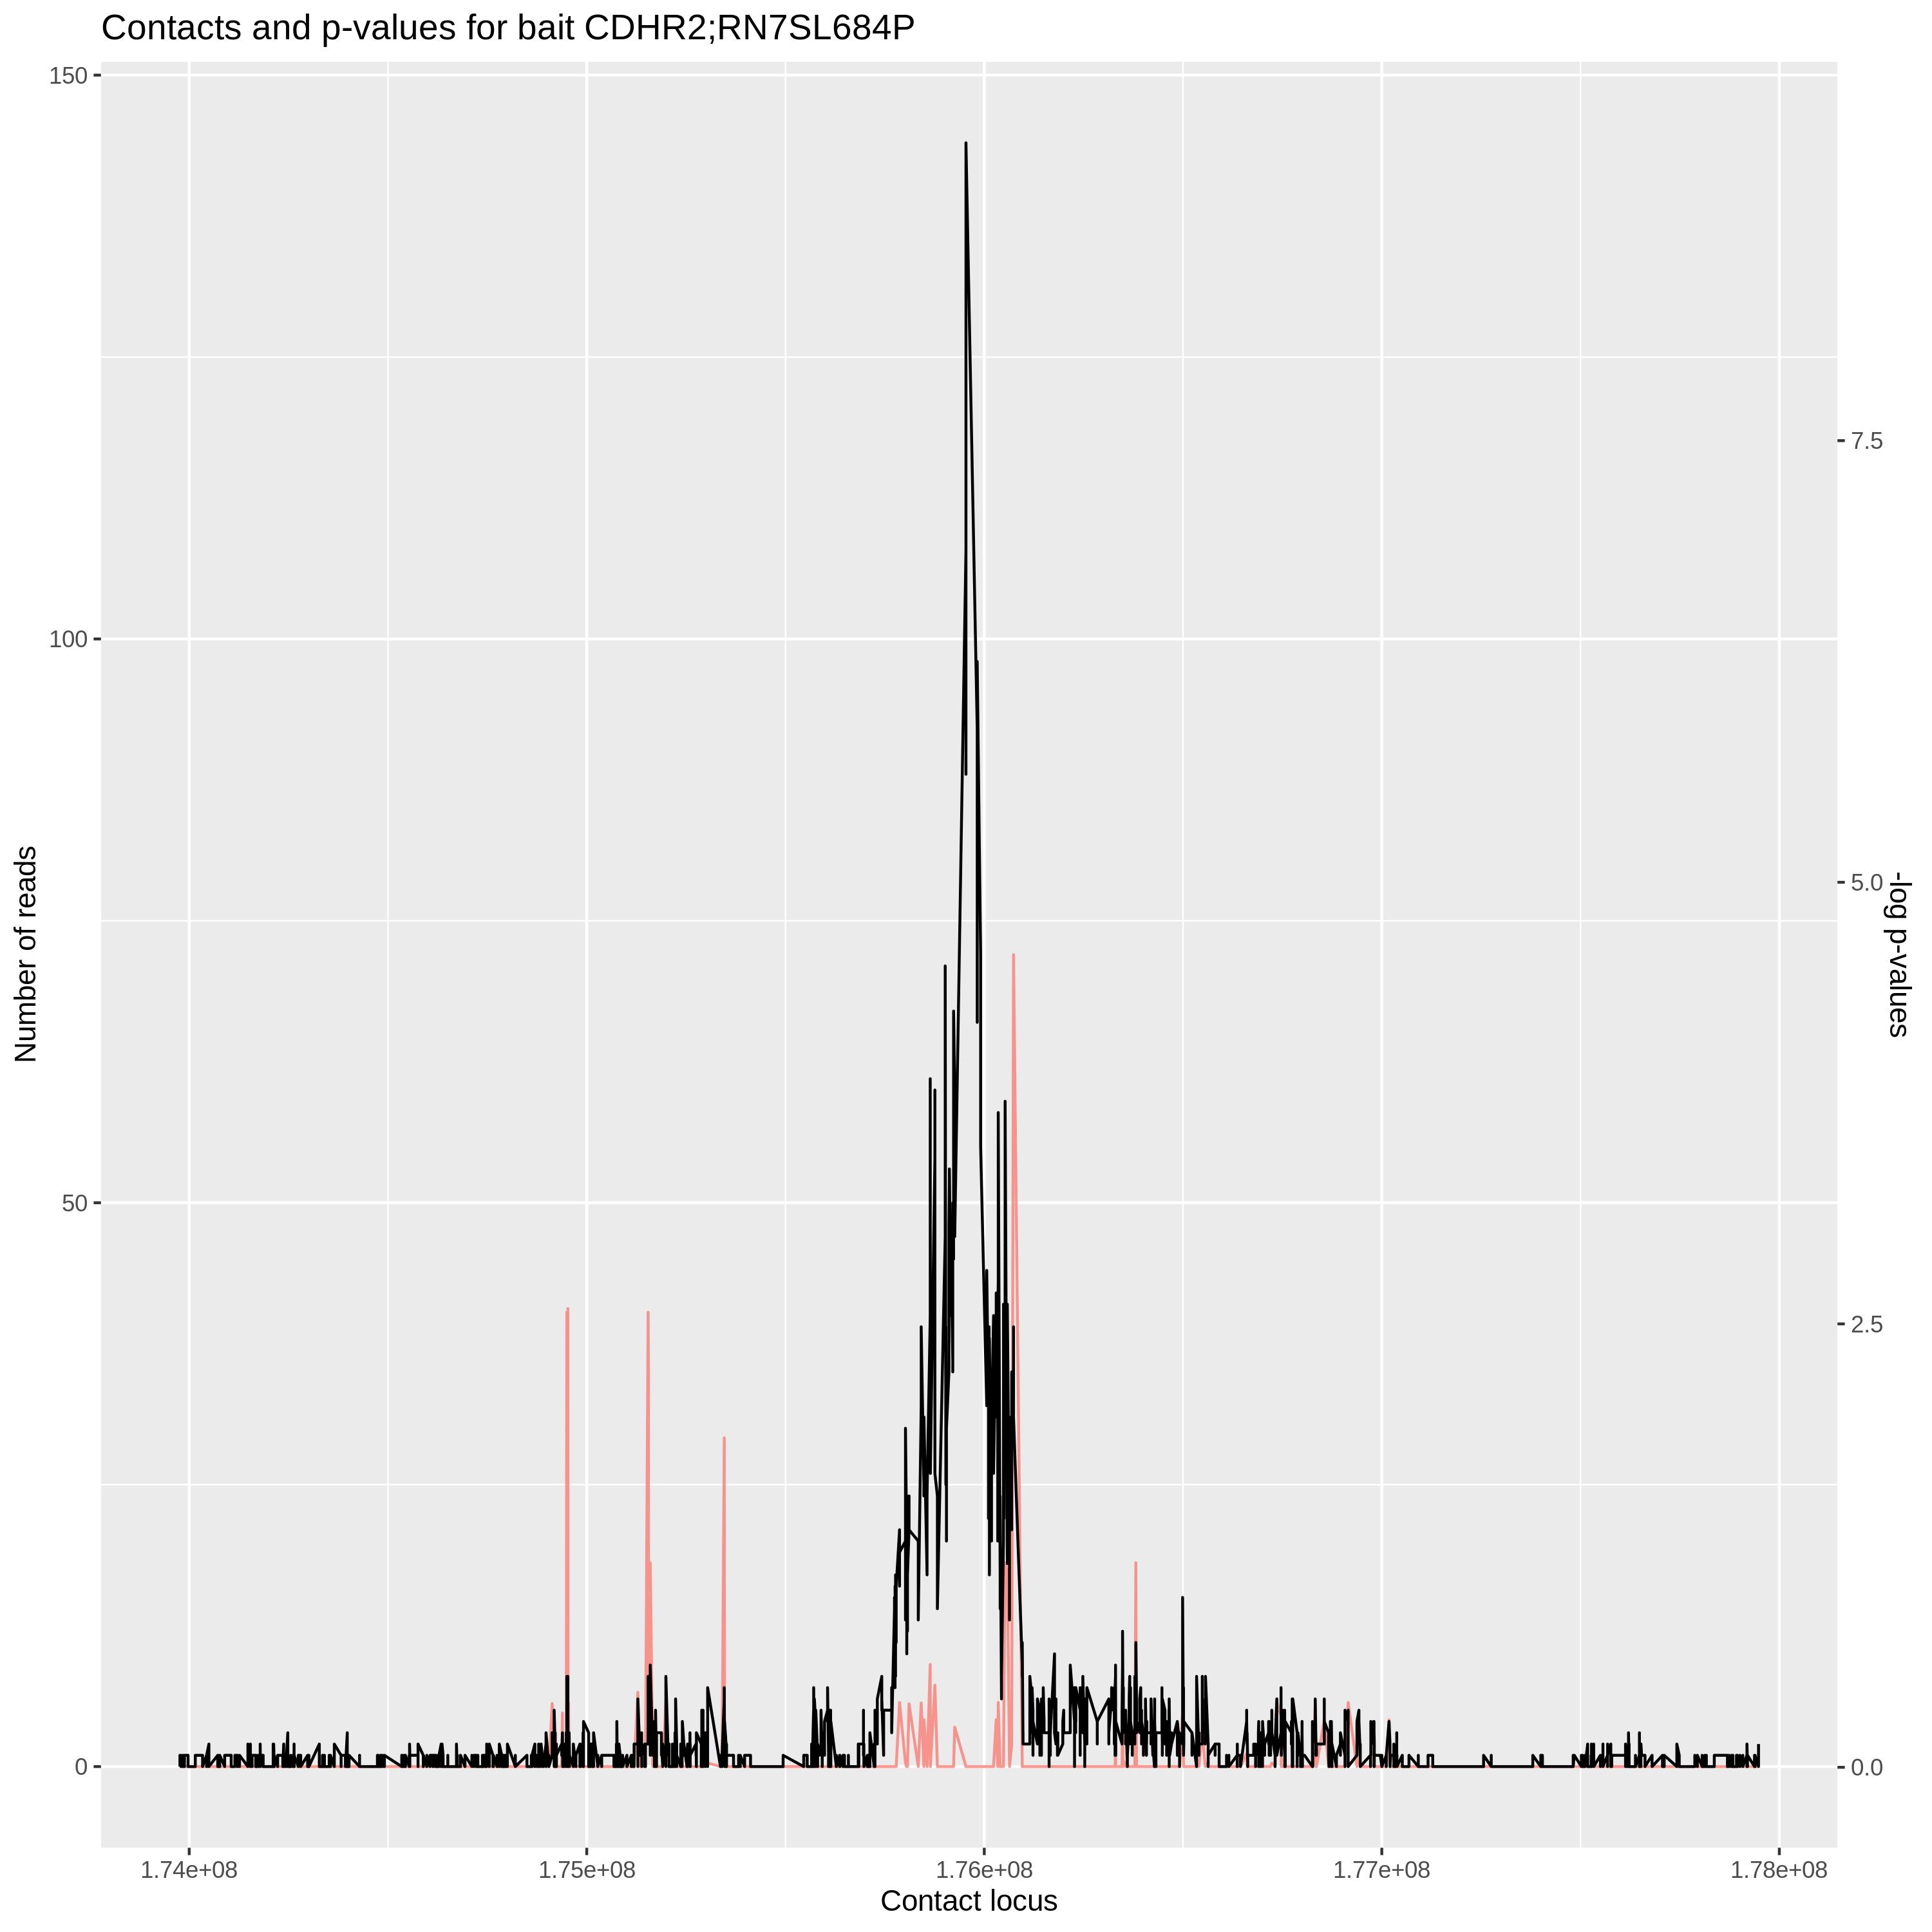 Contacts and p-values for bait CDHR2;RN7SL684P
150
100
50
0
Number of reads
7.5
5.0
2.5
0.0
-log p-values
1.74e+08 1.75e+08 1.76e+08 1.77e+08 1.78e+08
Contact locus